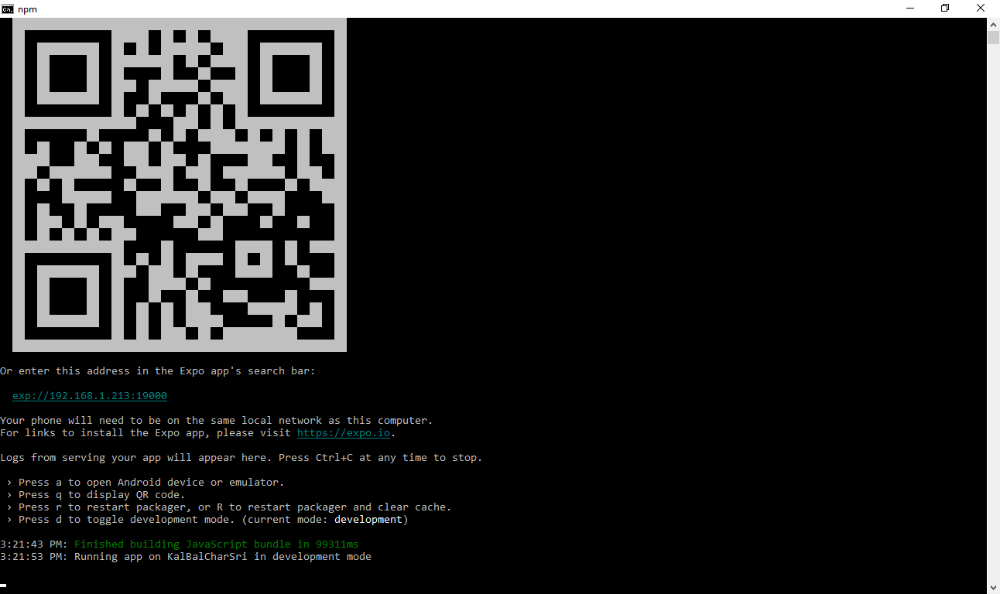 npm
Or enter this address in the Expo app's search bar:
exp://192.168.1.213:19000
Your phone will need to be on the same local network as this computer.
For links to install the Expo app, please visit https://expo.io.
Logs from serving your app will appear here. Press Ctrl+C at any time to stop.
› Press a to open Android device or emulator.
› Press q to display QR code.
› Press r to restart packager, or R to restart packager and clear cache.
› Press d to toggle development mode. (current mode: development)
3:21:43 PM: Finished building JavaScript bundle in 99311ms
3:21:53 PM: Running app on KalBalCharSri in development mode